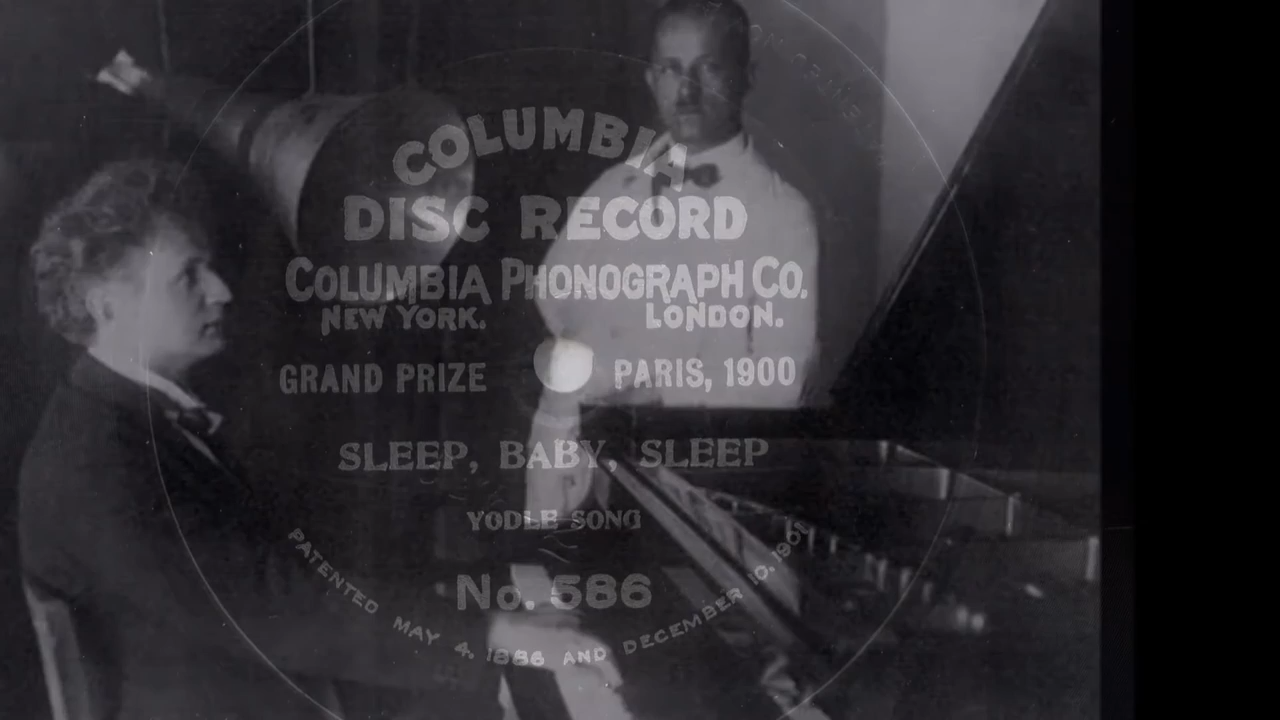 COLUMBIA
DISC RECORD
COLUMBIA PHONOGRAPH CO.
NEW YORK. LONDON.
GRAND PRIZE PARIS, 1900
SLEEP, BABY, SLEEP
YODLE SONG
No. 586
PATENTED MAY 4, 1886 AND DECEMBER 10, 1901